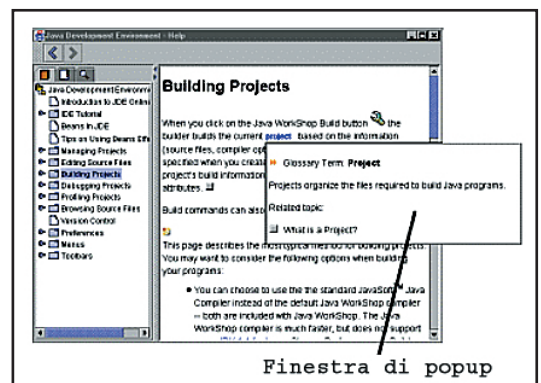 Java Development Environment - Help
Java Development Environme
Introduction to JDE Online
IDE Tutorial
Beans in JDE
Tips on Using Beans Effe
Managing Projects
Editing Source Files
Building Projects
Debugging Projects
Profiling Projects
Browsing Source Files
Version Control
Preferences
Menus
Toolbars
Building Projects
When you click on the Java WorkShop Build button the
builder builds the current project based on the information
(source files, compiler opt
specified when you create
project's build information
attributes.
Build commands can also
Glossary Term: Project
Projects organize the files required to build Java programs.
Related topic:
What is a Project?
This page describes the most typical method for building projects.
You may want to consider the following options when building
your programs:
• You can choose to use the the standard JavaSoft™ Java
Compiler instead of the default Java WorkShop compiler
-- both are included with Java WorkShop. The Java
WorkShop compiler is much faster, but does not support
Finestra di popup